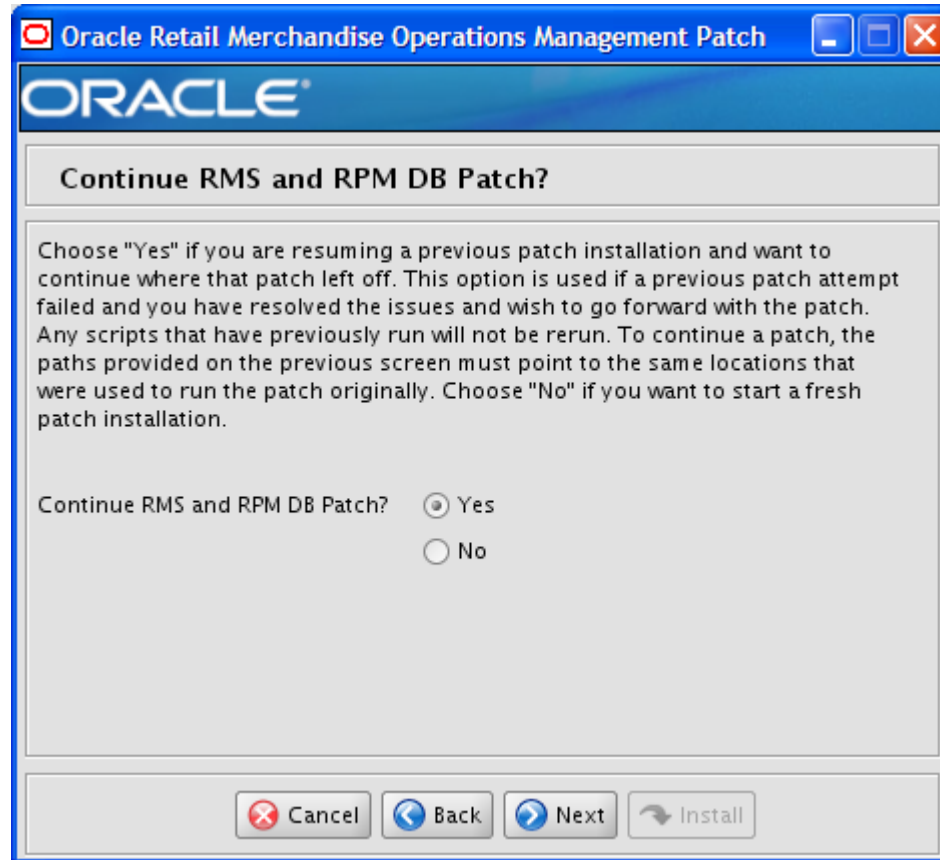 Oracle Retail Merchandise Operations Management Patch
ORACLE®
Continue RMS and RPM DB Patch?
Choose "Yes" if you are resuming a previous patch installation and want to
continue where that patch left off. This option is used if a previous patch attempt
failed and you have resolved the issues and wish to go forward with the patch.
Any scripts that have previously run will not be rerun. To continue a patch, the
paths provided on the previous screen must point to the same locations that
were used to run the patch originally. Choose "No" if you want to start a fresh
patch installation.
Continue RMS and RPM DB Patch? Yes
No
Cancel Back Next Install